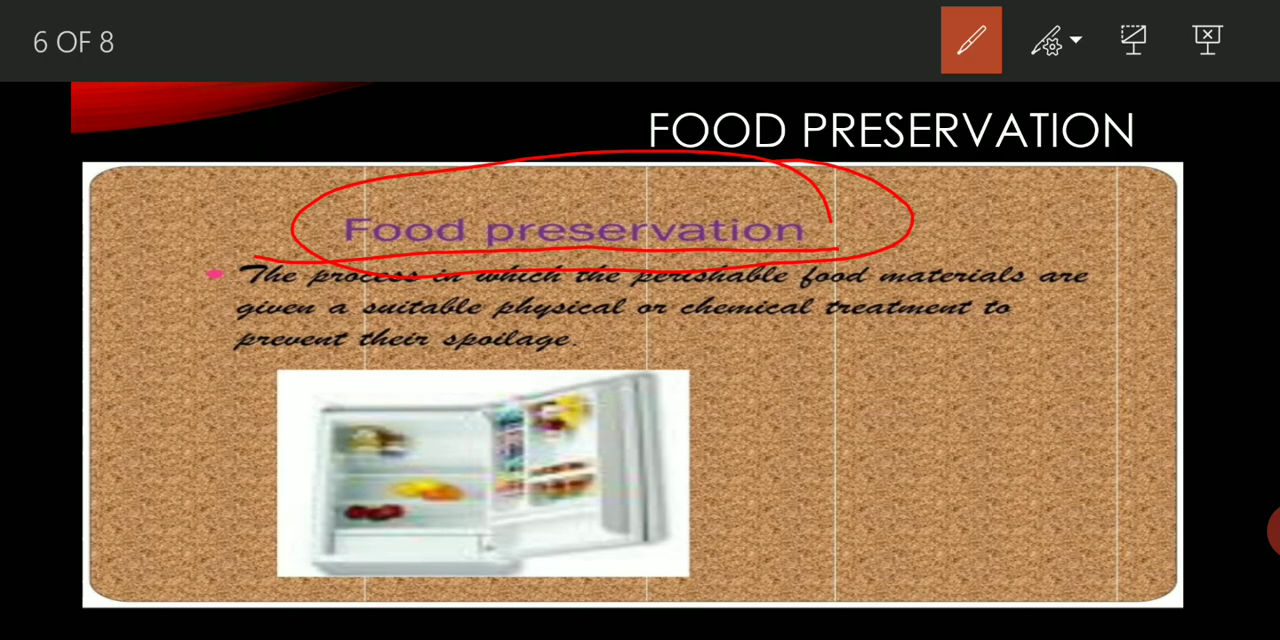 6 OF 8
FOOD PRESERVATION
Food preservation
The process in which the perishable food materials are
given a suitable physical or chemical treatment to
prevent their spoilage.